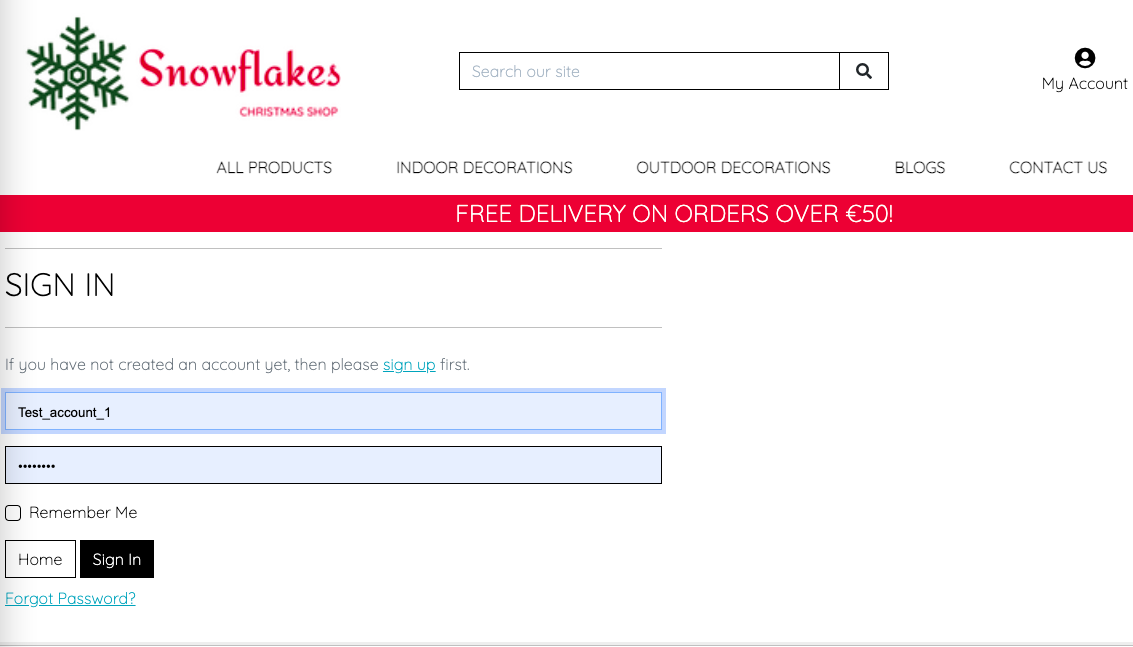 Snowflakes
CHRISTMAS SHOP
Search our site
My Account
ALL PRODUCTS INDOOR DECORATIONS OUTDOOR DECORATIONS BLOGS CONTACT US
FREE DELIVERY ON ORDERS OVER €50!
SIGN IN
If you have not created an account yet, then please sign up first.
Test_account_1
••••••••
Remember Me
Home Sign In
Forgot Password?